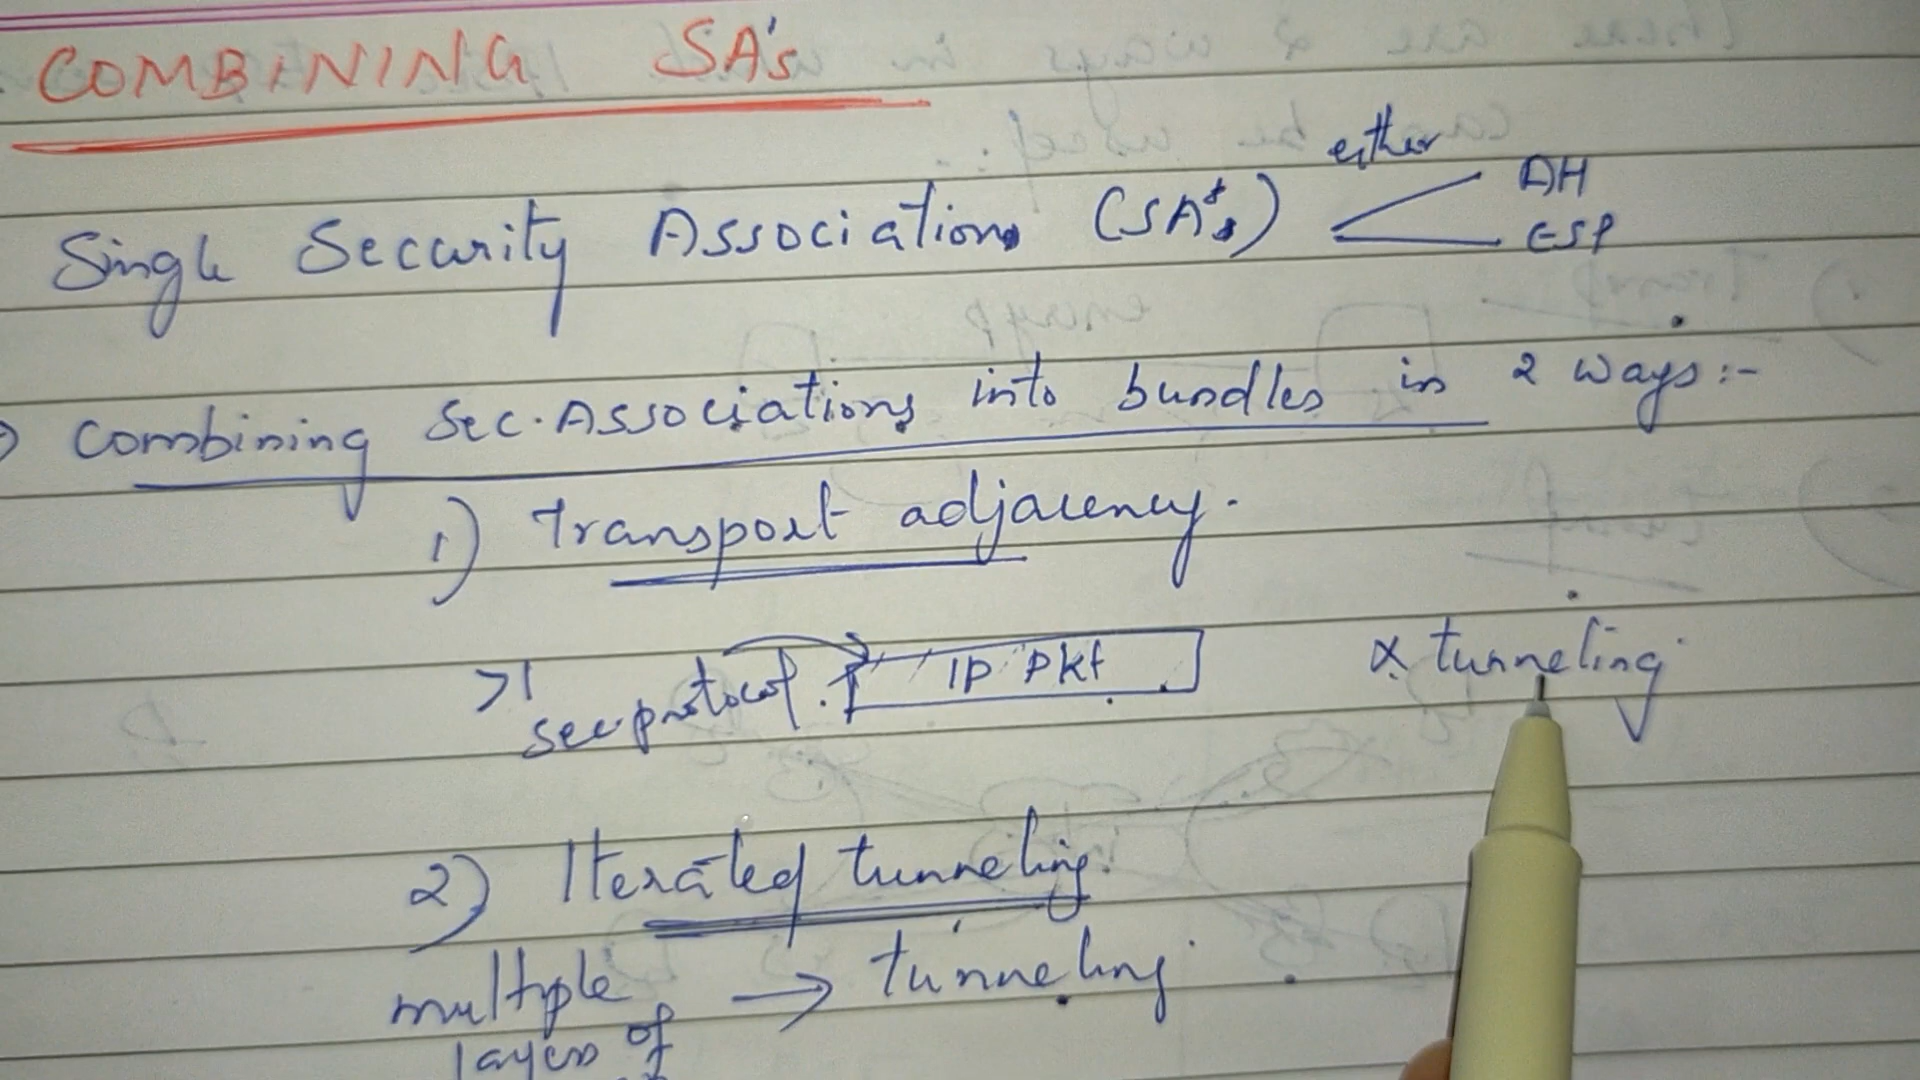 COMBINING SA's
either
Single Security Associations (SA's) AH
ESP
Combining Sec. Associations into bundles in 2 ways:-
1) Transport adjacency.
>1 sec protocol. IP Pkt x tunneling
2) Iterated tunneling.
multiple → tunneling
layers of